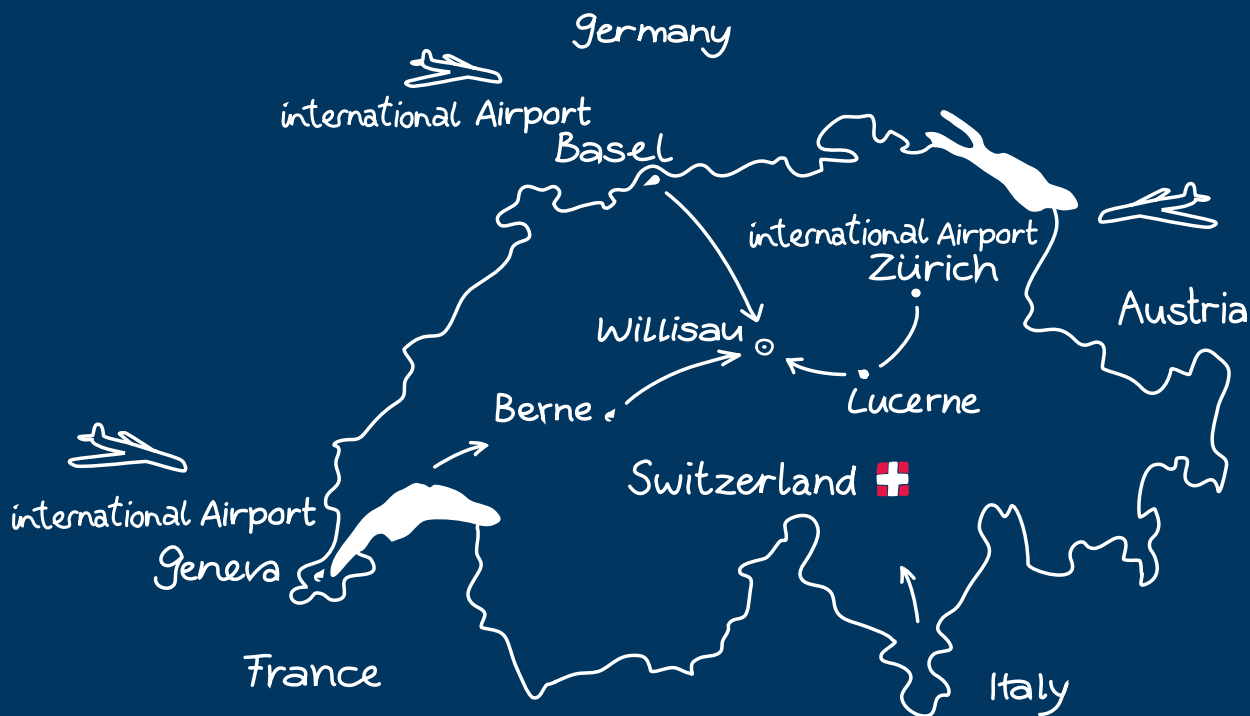 germany
international Airport
Basel
international Airport
Zürich
Austria
Willisau
Berne
Lucerne
Switzerland
international Airport
geneva
France
Italy